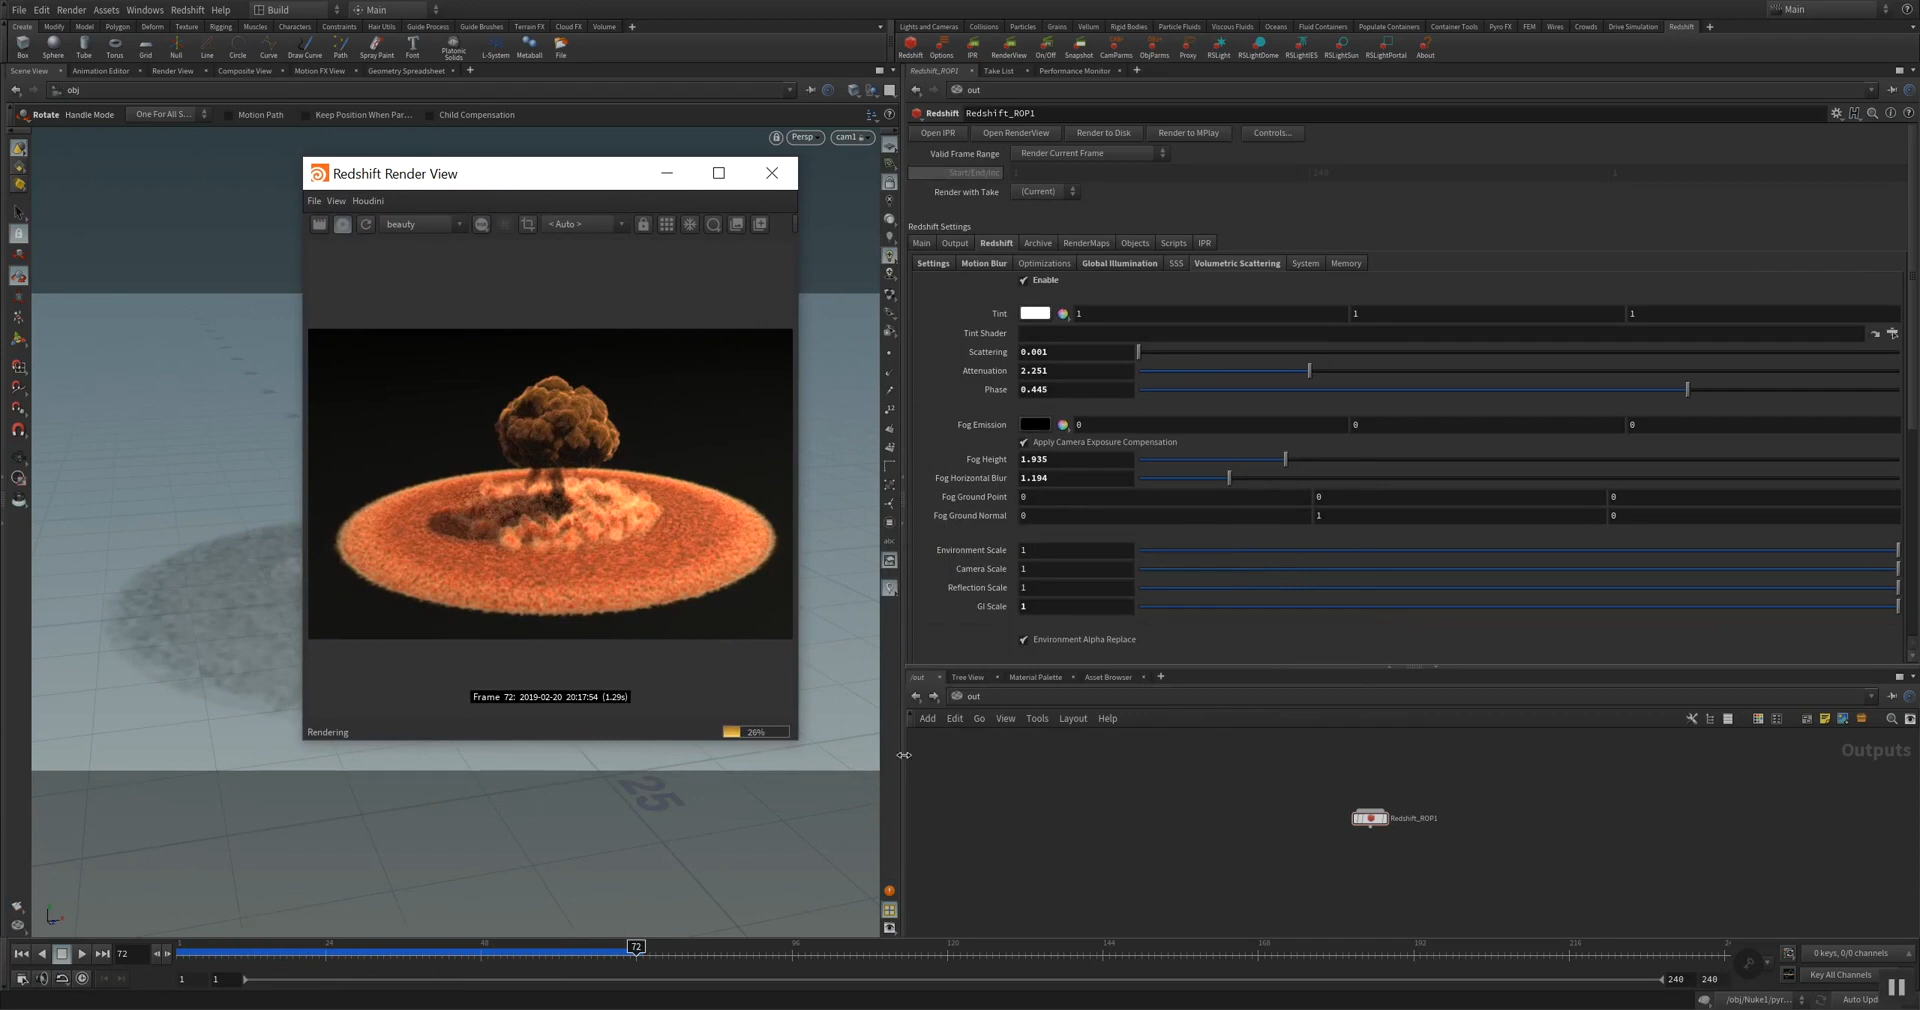 File Edit Render Assets Windows Redshift Help Build Main Main
Create Modify Model Polygon Deform Texture Rigging Muscles Characters Constraints Hair Utils Guide Process Guide Brushes Terrain FX Cloud FX Volume
Lights and Cameras Collisions Particles Grains Vellum Rigid Bodies Particle Fluids Viscous Fluids Oceans Fluid Containers Populate Containers Container Tools Pyro FX FEM Wires Crowds Drive Simulation Redshift
Box Sphere Tube Torus Grid Null Line Circle Curve Draw Curve Path Spray Paint Font Platonic Solids L-System Metaball File
Redshift Options IPR RenderView On/Off Snapshot CamParms ObjParms Proxy RSLight RSLightDome RSLightIES RSLightSun RSLightPortal About
Scene View Animation Editor Render View Composite View Motion FX View Geometry Spreadsheet
Redshift_ROP1 Take List Performance Monitor
obj
out
Rotate Handle Mode One For All S... Motion Path Keep Position When Par... Child Compensation
Redshift Redshift_ROP1
Persp cam1
Open IPR Open RenderView Render to Disk Render to MPlay Controls...
Valid Frame Range Render Current Frame
Start/End/Inc 1 240 1
Render with Take (Current)
Redshift Settings
Main Output Redshift Archive RenderMaps Objects Scripts IPR
Settings Motion Blur Optimizations Global Illumination SSS Volumetric Scattering System Memory
Enable
Tint 1 1 1
Tint Shader
Scattering 0.001
Attenuation 2.251
Phase 0.445
Fog Emission 0 0 0
Apply Camera Exposure Compensation
Fog Height 1.935
Fog Horizontal Blur 1.194
Fog Ground Point 0 0 0
Fog Ground Normal 0 1 0
Environment Scale 1
Camera Scale 1
Reflection Scale 1
GI Scale 1
Environment Alpha Replace
Redshift Render View
File View Houdini
beauty < Auto >
Frame 72: 2019-02-20 20:17:54 (1.29s)
Rendering 26%
/out Tree View Material Palette Asset Browser
out
Add Edit Go View Tools Layout Help
Outputs
Redshift_ROP1
25
12
abc
72 1 24 48 72 96 120 144 168 192 216
0 keys, 0/0 channels
1 1 240 240
Key All Channels
/obj/Nuke1/pyr... Auto Upd